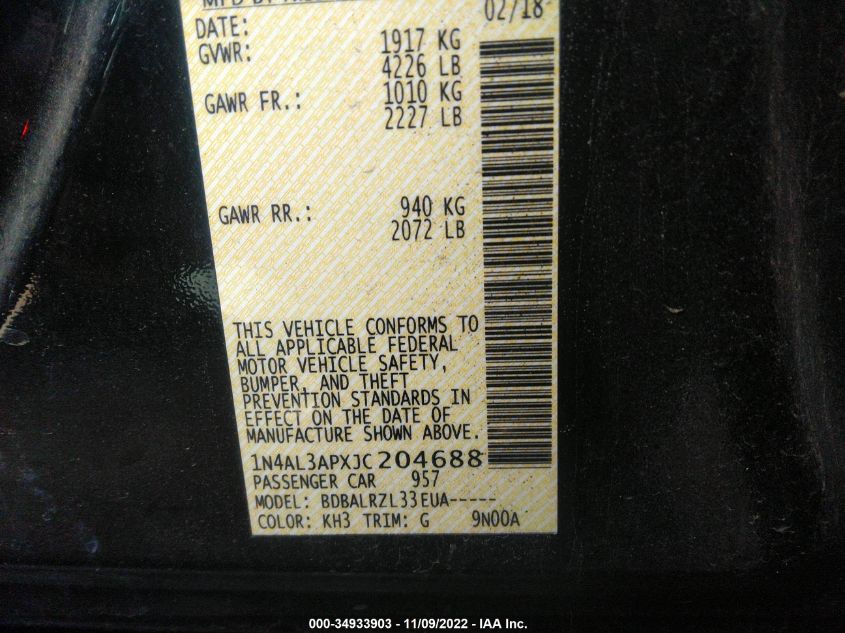 02/18
DATE:
GVWR: 1917 KG
4226 LB
GAWR FR.: 1010 KG
2227 LB
GAWR RR.: 940 KG
2072 LB
THIS VEHICLE CONFORMS TO
ALL APPLICABLE FEDERAL
MOTOR VEHICLE SAFETY,
BUMPER, AND THEFT
PREVENTION STANDARDS IN
EFFECT ON THE DATE OF
MANUFACTURE SHOWN ABOVE.
1N4AL3APXJC204688
PASSENGER CAR 957
MODEL: BDBALRZL33EUA-----
COLOR: KH3 TRIM: G 9N00A
000-34933903 - 11/09/2022 - IAA Inc.